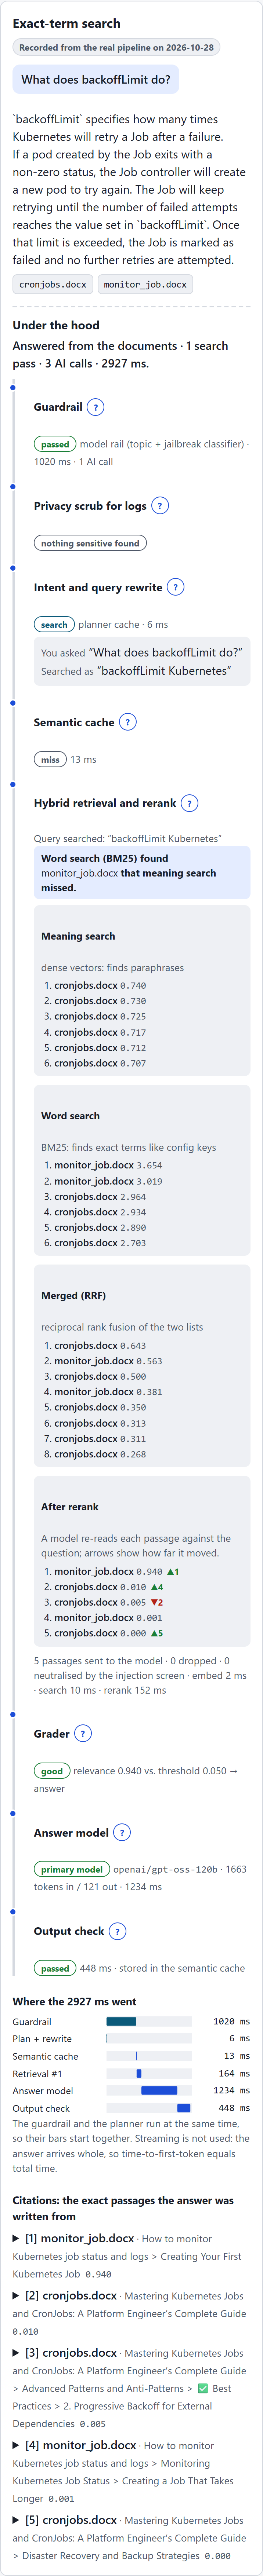 Exact-term search
Recorded from the real pipeline on 2026-10-28
What does backoffLimit do?
`backoffLimit` specifies how many times
Kubernetes will retry a Job after a failure.
If a pod created by the Job exits with a
non-zero status, the Job controller will create
a new pod to try again. The Job will keep
retrying until the number of failed attempts
reaches the value set in `backoffLimit`. Once
that limit is exceeded, the Job is marked as
failed and no further retries are attempted.
cronjobs.docx monitor_job.docx
Under the hood
Answered from the documents · 1 search
pass · 3 AI calls · 2927 ms.
Guardrail ?
passed model rail (topic + jailbreak classifier) ·
1020 ms · 1 AI call
Privacy scrub for logs ?
nothing sensitive found
Intent and query rewrite ?
search planner cache · 6 ms
You asked “What does backoffLimit do?”
Searched as “backoffLimit Kubernetes”
Semantic cache ?
miss 13 ms
Hybrid retrieval and rerank ?
Query searched: “backoffLimit Kubernetes”
Word search (BM25) found
monitor_job.docx that meaning search
missed.
Meaning search
dense vectors: finds paraphrases
1. cronjobs.docx 0.740
2. cronjobs.docx 0.730
3. cronjobs.docx 0.725
4. cronjobs.docx 0.717
5. cronjobs.docx 0.712
6. cronjobs.docx 0.707
Word search
BM25: finds exact terms like config keys
1. monitor_job.docx 3.654
2. monitor_job.docx 3.019
3. cronjobs.docx 2.964
4. cronjobs.docx 2.934
5. cronjobs.docx 2.890
6. cronjobs.docx 2.703
Merged (RRF)
reciprocal rank fusion of the two lists
1. cronjobs.docx 0.643
2. monitor_job.docx 0.563
3. cronjobs.docx 0.500
4. monitor_job.docx 0.381
5. cronjobs.docx 0.350
6. cronjobs.docx 0.313
7. cronjobs.docx 0.311
8. cronjobs.docx 0.268
After rerank
A model re-reads each passage against the
question; arrows show how far it moved.
1. monitor_job.docx 0.940 ▲1
2. cronjobs.docx 0.010 ▲4
3. cronjobs.docx 0.005 ▼2
4. monitor_job.docx 0.001
5. cronjobs.docx 0.000 ▲5
5 passages sent to the model · 0 dropped · 0
neutralised by the injection screen · embed 2 ms
· search 10 ms · rerank 152 ms
Grader ?
good relevance 0.940 vs. threshold 0.050 →
answer
Answer model ?
primary model openai/gpt-oss-120b · 1663
tokens in / 121 out · 1234 ms
Output check ?
passed 448 ms · stored in the semantic cache
Where the 2927 ms went
Guardrail 1020 ms
Plan + rewrite 6 ms
Semantic cache 13 ms
Retrieval #1 164 ms
Answer model 1234 ms
Output check 448 ms
The guardrail and the planner run at the same time,
so their bars start together. Streaming is not used: the
answer arrives whole, so time-to-first-token equals
total time.
Citations: the exact passages the answer was
written from
▶ [1] monitor_job.docx · How to monitor
Kubernetes job status and logs > Creating Your First
Kubernetes Job 0.940
▶ [2] cronjobs.docx · Mastering Kubernetes Jobs
and CronJobs: A Platform Engineer’s Complete Guide
0.010
▶ [3] cronjobs.docx · Mastering Kubernetes Jobs
and CronJobs: A Platform Engineer’s Complete Guide
> Advanced Patterns and Anti-Patterns > ✅ Best
Practices > 2. Progressive Backoff for External
Dependencies 0.005
▶ [4] monitor_job.docx · How to monitor
Kubernetes job status and logs > Monitoring
Kubernetes Job Status > Creating a Job That Takes
Longer 0.001
▶ [5] cronjobs.docx · Mastering Kubernetes Jobs
and CronJobs: A Platform Engineer’s Complete Guide
> Disaster Recovery and Backup Strategies 0.000